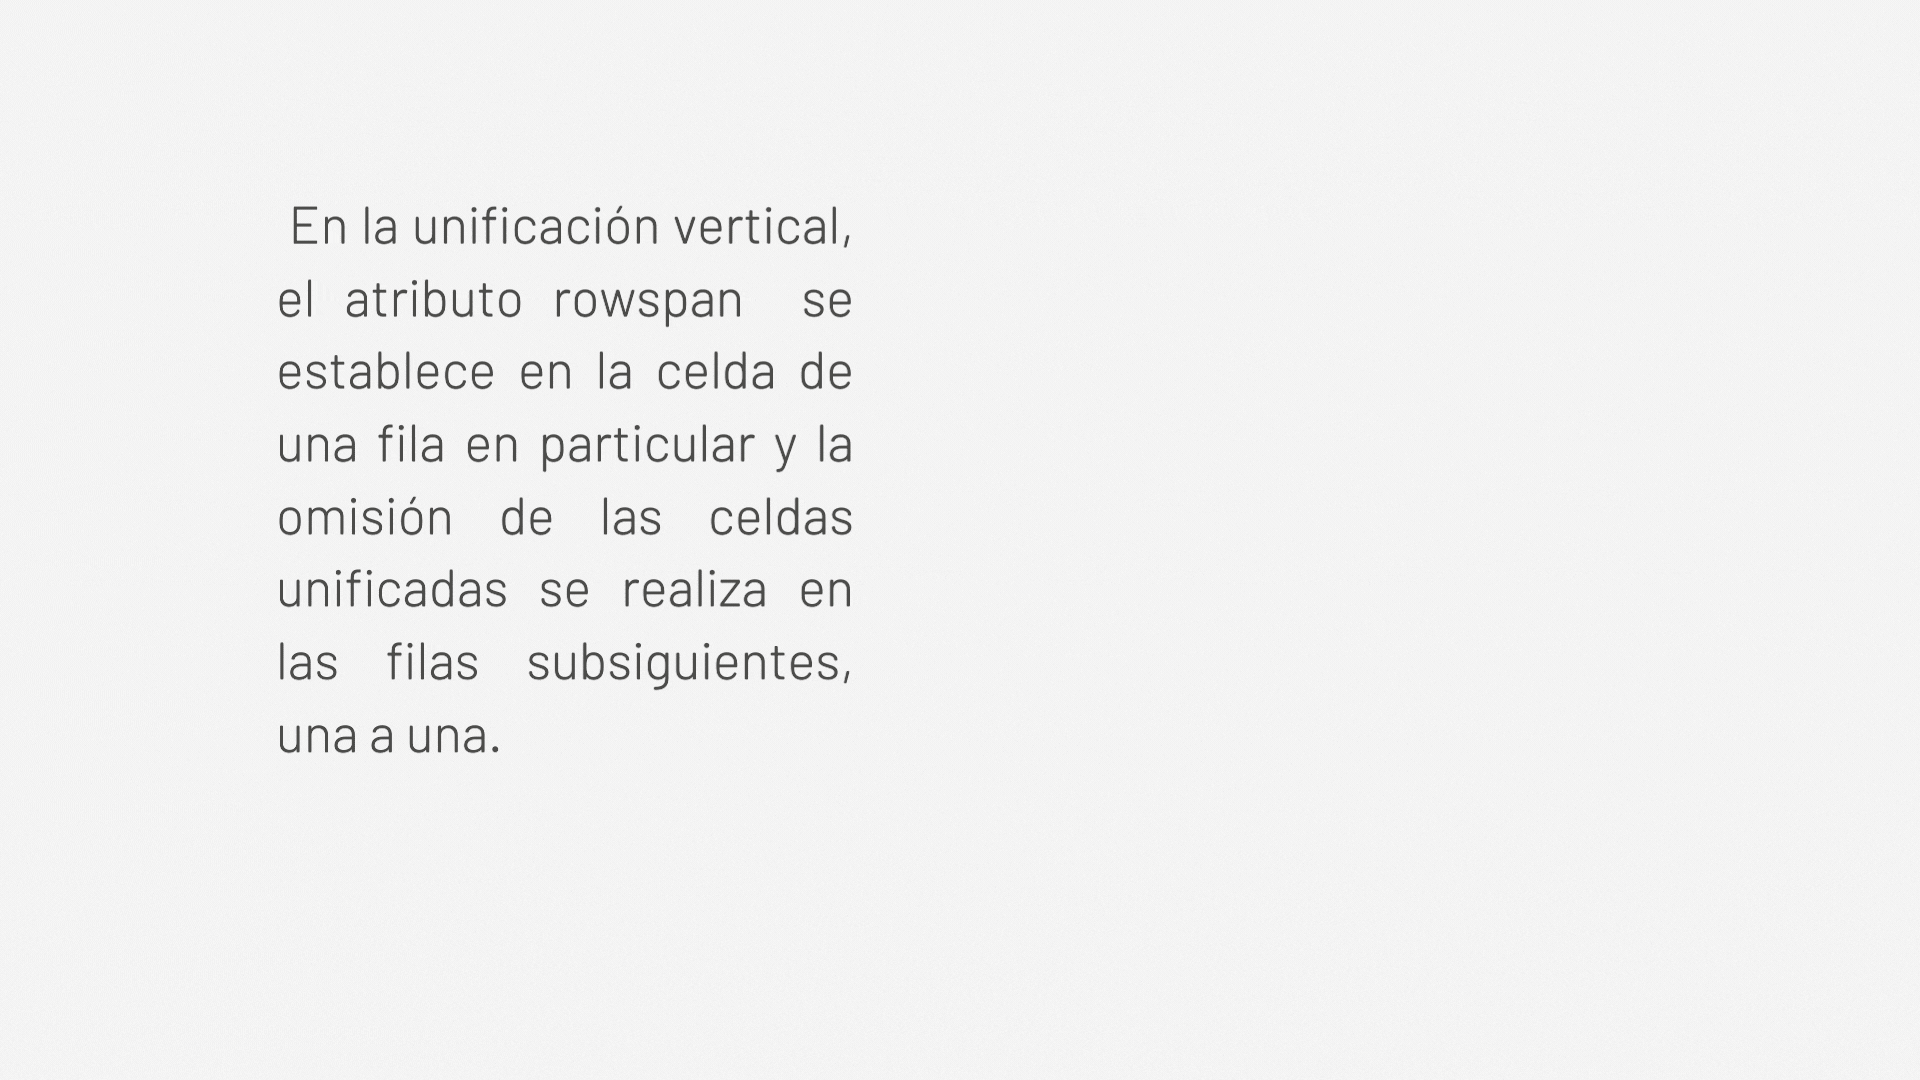 En la unificación vertical,
el atributo rowspan se
establece en la celda de
una fila en particular y la
omisión de las celdas
unificadas se realiza en
las filas subsiguientes,
una a una.